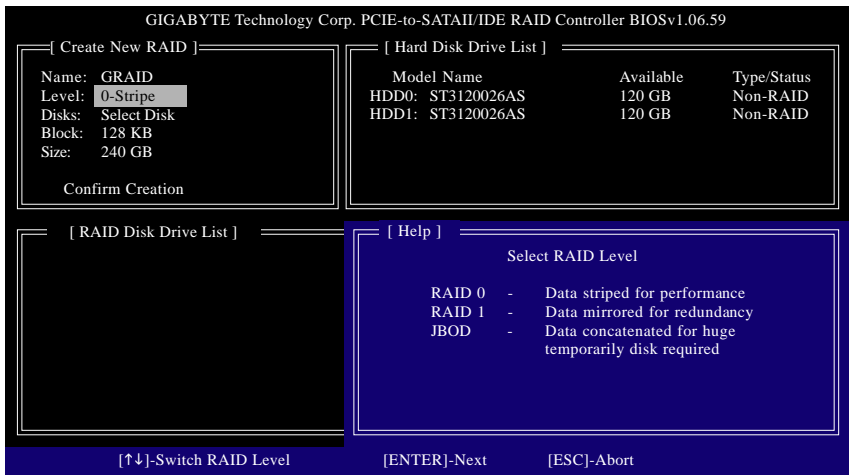 GIGABYTE Technology Corp. PCIE-to-SATAII/IDE RAID Controller BIOSv1.06.59
[ Create New RAID ]
Name: GRAID
Level: 0-Stripe
Disks: Select Disk
Block: 128 KB
Size: 240 GB
Confirm Creation
[ Hard Disk Drive List ]
Model Name Available Type/Status
HDD0: ST3120026AS 120 GB Non-RAID
HDD1: ST3120026AS 120 GB Non-RAID
[ RAID Disk Drive List ]
[ Help ]
Select RAID Level
RAID 0 - Data striped for performance
RAID 1 - Data mirrored for redundancy
JBOD - Data concatenated for huge
temporarily disk required
[↑↓]-Switch RAID Level [ENTER]-Next [ESC]-Abort